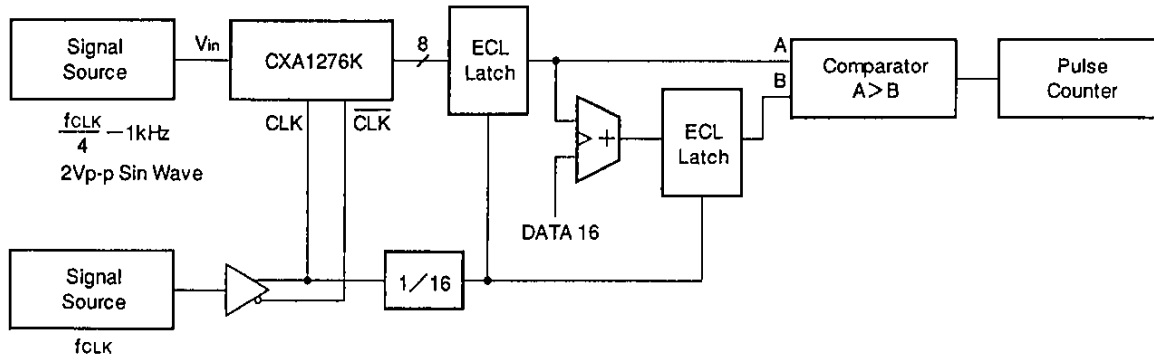 Signal
Source
fCLK/4 − 1kHz
2Vp-p Sin Wave
Vin
CXA1276K
CLK
C̅L̅K̅
8
ECL
Latch
+
DATA 16
ECL
Latch
A
B
Comparator
A > B
Pulse
Counter
Signal
Source
fCLK
1/16